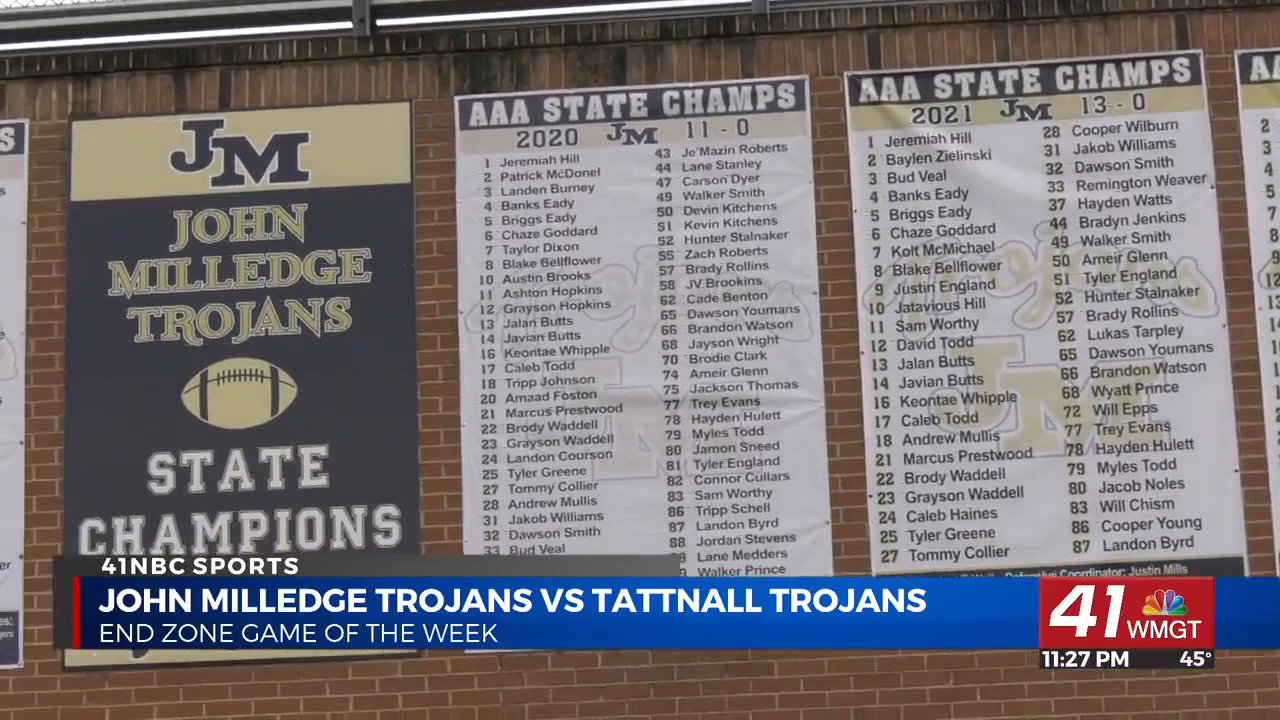 JM
JOHN
MILLEDGE
TROJANS
STATE
CHAMPIONS
AAA STATE CHAMPS
2020 JM 11 - 0
1 Jeremiah Hill
2 Patrick McDonel
3 Landen Burney
4 Banks Eady
5 Briggs Eady
6 Chaze Goddard
7 Taylor Dixon
8 Blake Bellflower
10 Austin Brooks
11 Ashton Hopkins
12 Grayson Hopkins
13 Jalan Butts
14 Javian Butts
16 Keontae Whipple
17 Caleb Todd
18 Tripp Johnson
20 Amaad Foston
21 Marcus Prestwood
22 Brody Waddell
23 Grayson Waddell
24 Landon Courson
25 Tyler Greene
27 Tommy Collier
28 Andrew Mullis
31 Jakob Williams
32 Dawson Smith
33 Bud Veal
43 Je'Mazin Roberts
44 Lane Stanley
47 Carson Dyer
49 Walker Smith
50 Devin Kitchens
51 Kevin Kitchens
52 Hunter Stalnaker
55 Zach Roberts
57 Brady Rollins
58 JV Brookins
62 Cade Benton
65 Dawson Youmans
66 Brandon Watson
68 Jayson Wright
70 Brodie Clark
74 Ameir Glenn
75 Jackson Thomas
77 Trey Evans
78 Hayden Hulett
79 Myles Todd
80 Jamon Sneed
81 Tyler England
82 Connor Cullars
83 Sam Worthy
86 Tripp Schell
87 Landon Byrd
88 Jordan Stevens
Lane Medders
Walker Prince
AAA STATE CHAMPS
2021 JM 13 - 0
1 Jeremiah Hill
2 Baylen Zielinski
3 Bud Veal
4 Banks Eady
5 Briggs Eady
6 Chaze Goddard
7 Kolt McMichael
8 Blake Bellflower
9 Justin England
10 Jatavious Hill
11 Sam Worthy
12 David Todd
13 Jalan Butts
14 Javian Butts
16 Keontae Whipple
17 Caleb Todd
18 Andrew Mullis
21 Marcus Prestwood
22 Brody Waddell
23 Grayson Waddell
24 Caleb Haines
25 Tyler Greene
27 Tommy Collier
28 Cooper Wilburn
31 Jakob Williams
32 Dawson Smith
33 Remington Weaver
37 Hayden Watts
44 Bradyn Jenkins
49 Walker Smith
50 Ameir Glenn
51 Tyler England
52 Hunter Stalnaker
57 Brady Rollins
62 Lukas Tarpley
65 Dawson Youmans
66 Brandon Watson
68 Wyatt Prince
72 Will Epps
77 Trey Evans
78 Hayden Hulett
79 Myles Todd
80 Jacob Noles
83 Will Chism
86 Cooper Young
87 Landon Byrd
Defensive Coordinator: Justin Mills
41NBC SPORTS
JOHN MILLEDGE TROJANS VS TATTNALL TROJANS
END ZONE GAME OF THE WEEK
41
WMGT
11:27 PM 45°